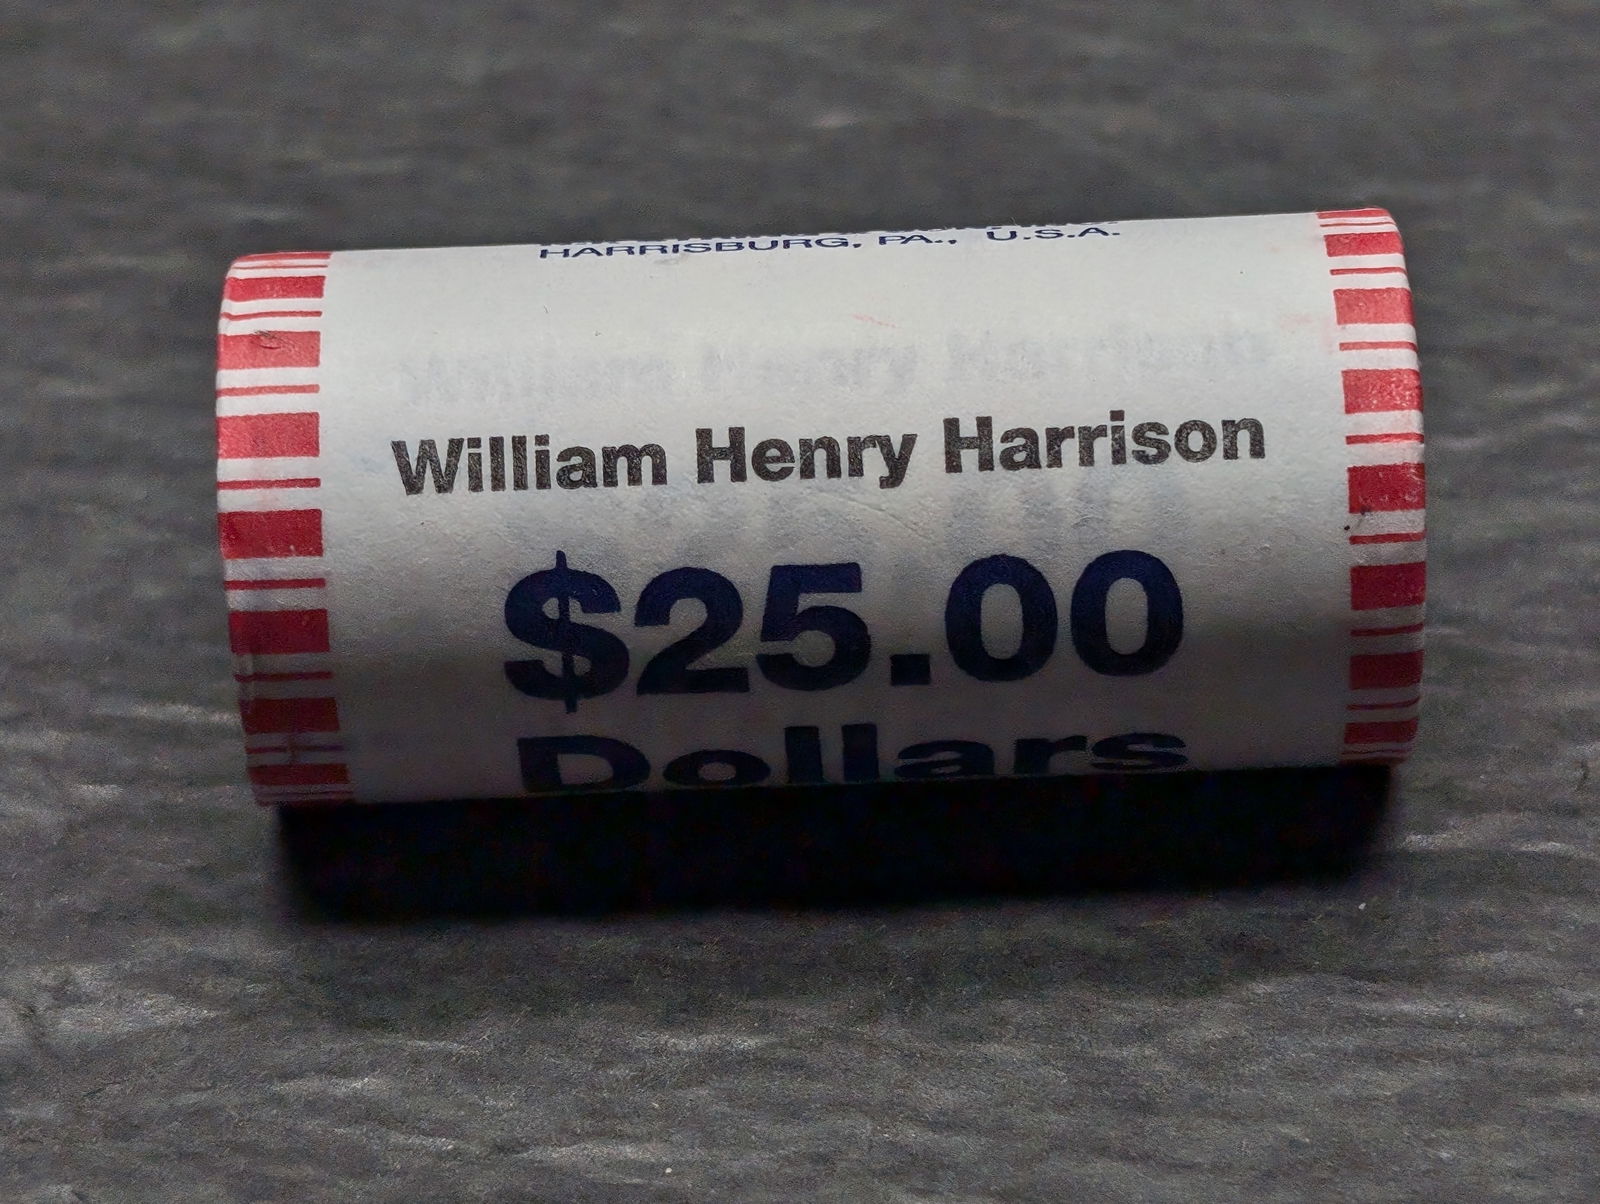 HARRISBURG, PA., U.S.A.
William Henry Harrison
$25.00
Dollars